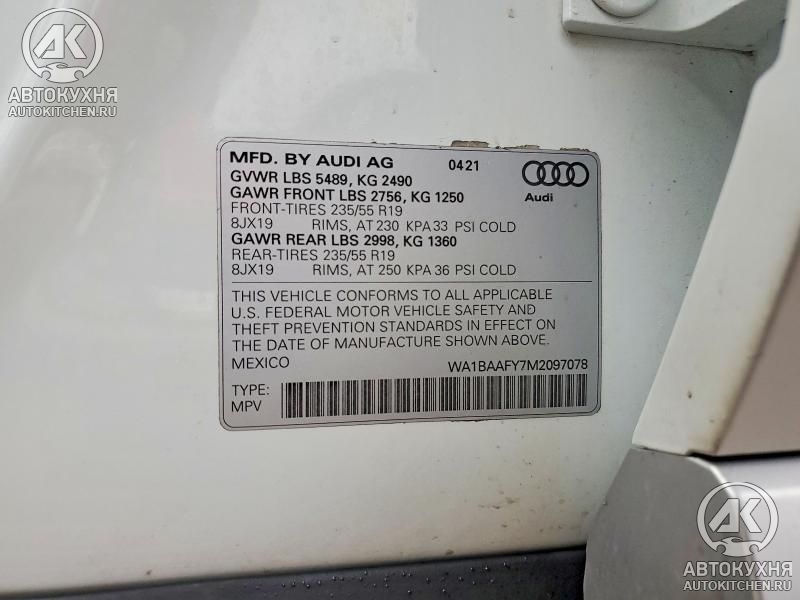 АК
АВТОКУХНЯ
AUTOKITCHEN.RU
MFD. BY AUDI AG 0421
GVWR LBS 5489, KG 2490
GAWR FRONT LBS 2756, KG 1250
FRONT-TIRES 235/55 R19
8JX19 RIMS, AT 230 KPA 33 PSI COLD
GAWR REAR LBS 2998, KG 1360
REAR-TIRES 235/55 R19
8JX19 RIMS, AT 250 KPA 36 PSI COLD
Audi
THIS VEHICLE CONFORMS TO ALL APPLICABLE
U.S. FEDERAL MOTOR VEHICLE SAFETY AND
THEFT PREVENTION STANDARDS IN EFFECT ON
THE DATE OF MANUFACTURE SHOWN ABOVE.
MEXICO WA1BAAFY7M2097078
TYPE:
MPV
АК
АВТОКУХНЯ
AUTOKITCHEN.RU